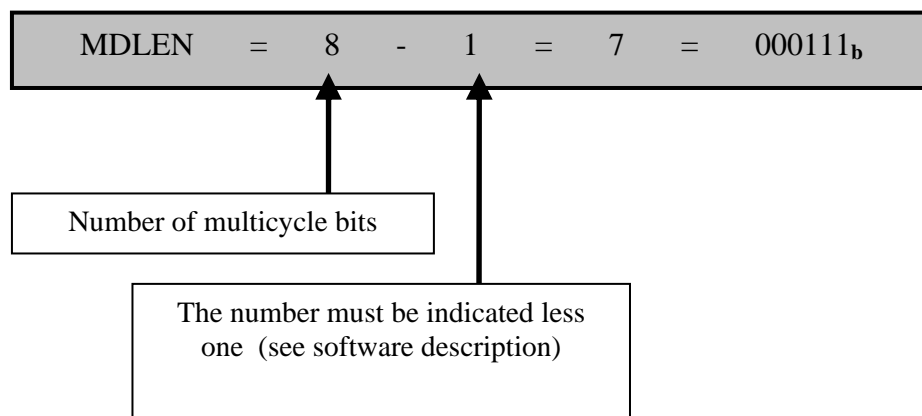 MDLEN = 8 - 1 = 7 = 000111b
Number of multicycle bits
The number must be indicated less
one (see software description)